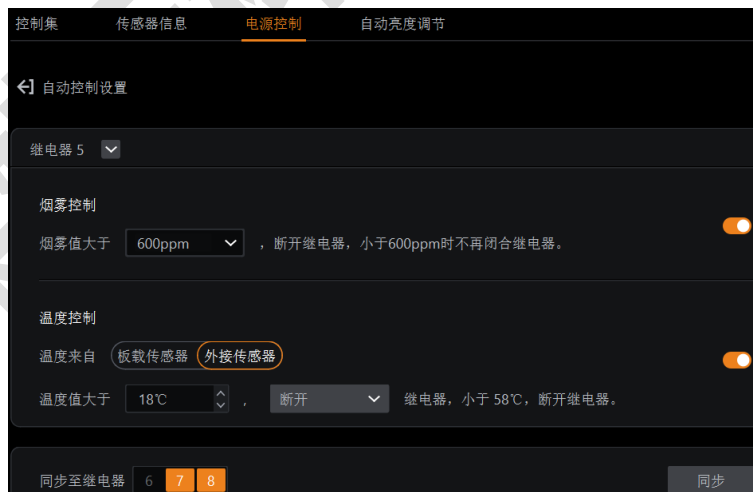 控制集 传感器信息 电源控制 自动亮度调节
自动控制设置
继电器 5
烟雾控制
烟雾值大于 600ppm ，断开继电器，小于600ppm时不再闭合继电器。
温度控制
温度来自 板载传感器 外接传感器
温度值大于 18℃ , 断开 继电器，小于 58℃，断开继电器。
同步至继电器 6 7 8 同步